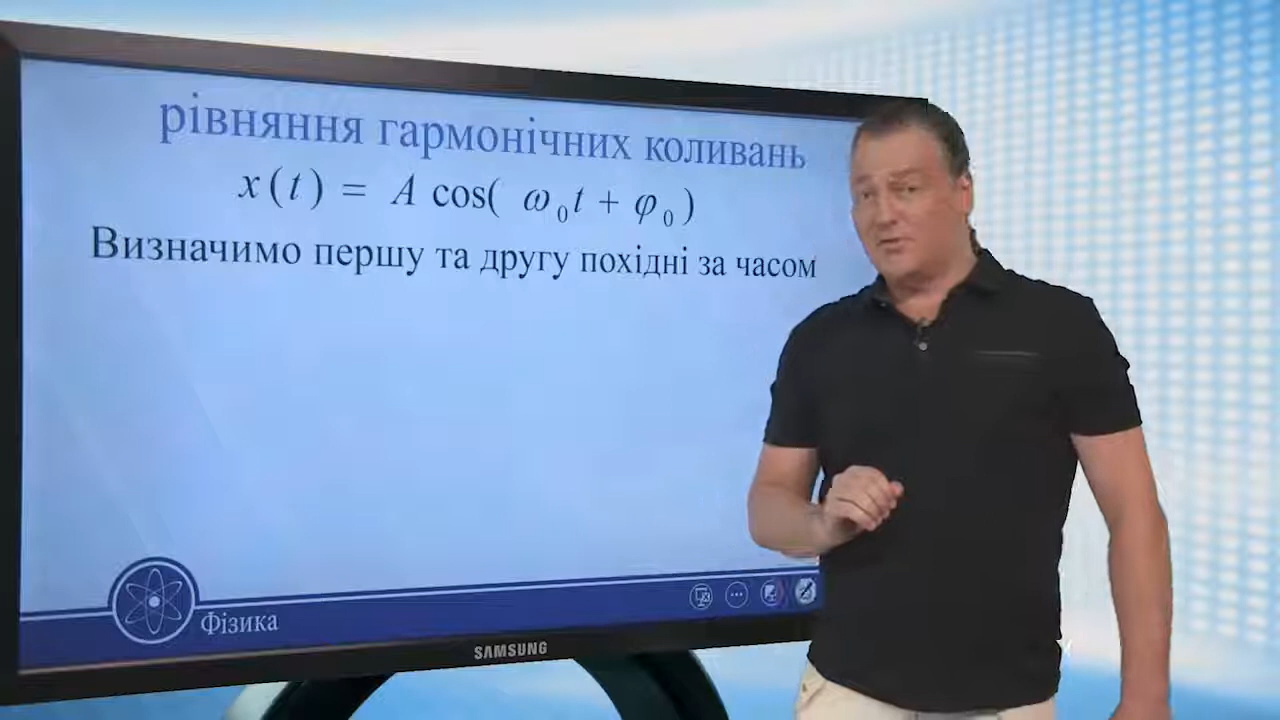 рівняння гармонічних коливань
x(t) = A cos( ω₀t + φ₀)
Визначимо першу та другу похідні за часом
Фізика
SAMSUNG